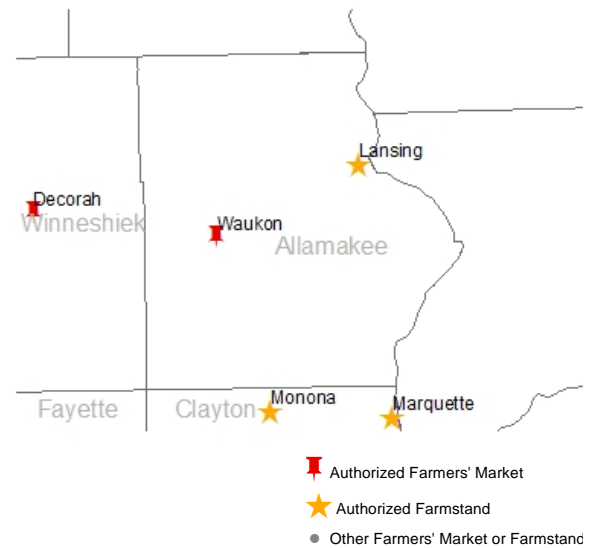 Lansing
Decorah
Winneshiek
Waukon
Allamakee
Monona
Marquette
Fayette
Clayton
Authorized Farmers' Market
Authorized Farmstand
Other Farmers' Market or Farmstand